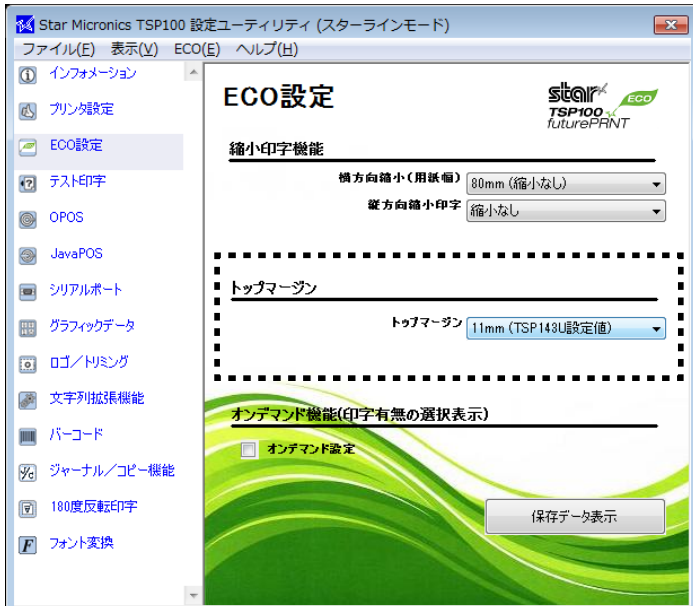 Star Micronics TSP100 設定ユーティリティ (スターラインモード)
ファイル(F) 表示(V) ECO(E) ヘルプ(H)
インフォメーション
プリンタ設定
ECO設定
テスト印字
OPOS
JavaPOS
シリアルポート
グラフィックデータ
ロゴ／トリミング
文字列拡張機能
バーコード
ジャーナル／コピー機能
180度反転印字
フォント変換
ECO設定
star ECO
TSP100
futurePRNT
縮小印字機能
横方向縮小(用紙幅) 80mm (縮小なし)
縦方向縮小印字 縮小なし
トップマージン
トップマージン 11mm (TSP143U設定値)
オンデマンド機能(印字有無の選択表示)
オンデマンド設定
保存データ表示